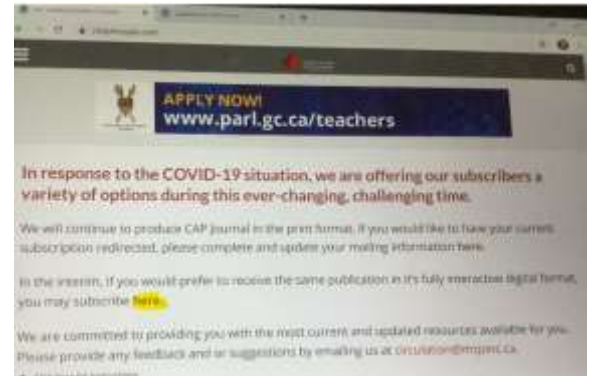 APPLY NOW!
www.parl.gc.ca/teachers
In response to the COVID-19 situation, we are offering our subscribers a
variety of options during this ever-changing, challenging time.
We will continue to produce CAP Journal in the print format. If you would like to have your current
subscription redirected, please complete and update your mailing information here.
In the interim, if you would prefer to receive the same publication in it's fully interactive digital format,
you may subscribe here.
We are committed to providing you with the most current and updated resources available for you.
Please provide any feedback and or suggestions by emailing us at